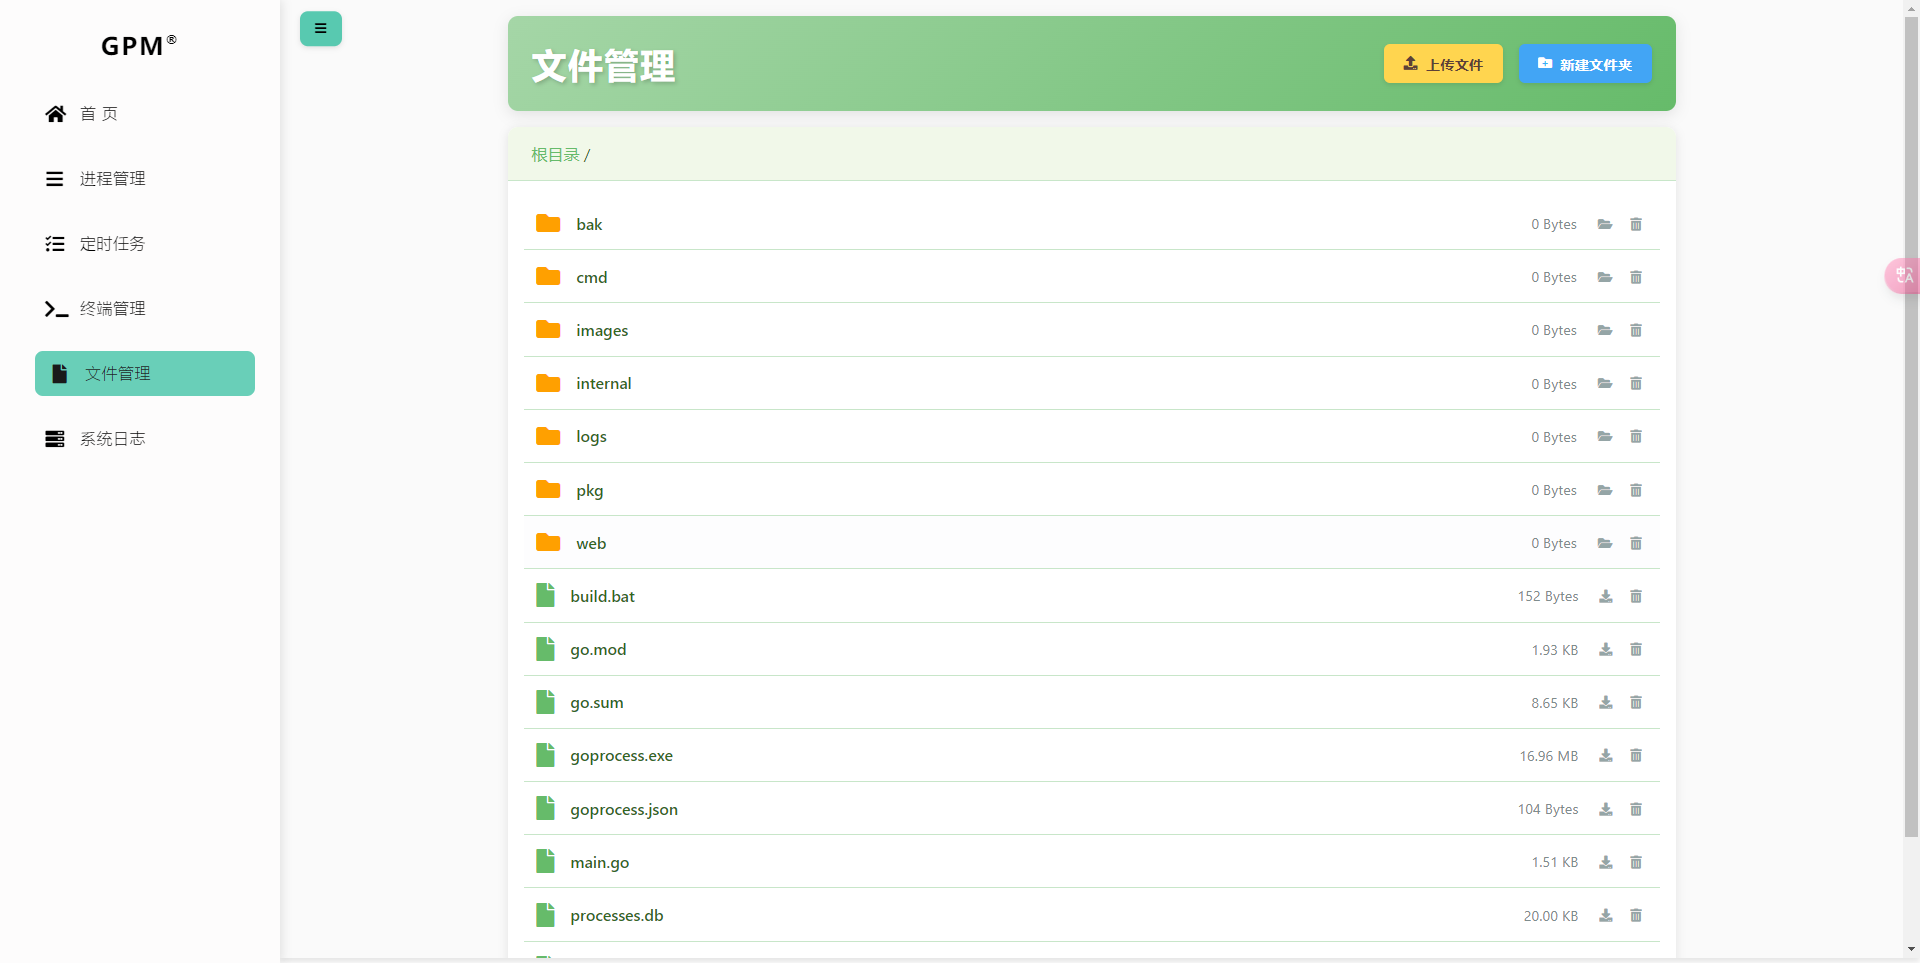 GPM®
首 页
进程管理
定时任务
终端管理
文件管理
系统日志
文件管理
上传文件
新建文件夹
根目录 /
bak 0 Bytes
cmd 0 Bytes
images 0 Bytes
internal 0 Bytes
logs 0 Bytes
pkg 0 Bytes
web 0 Bytes
build.bat 152 Bytes
go.mod 1.93 KB
go.sum 8.65 KB
goprocess.exe 16.96 MB
goprocess.json 104 Bytes
main.go 1.51 KB
processes.db 20.00 KB
中A